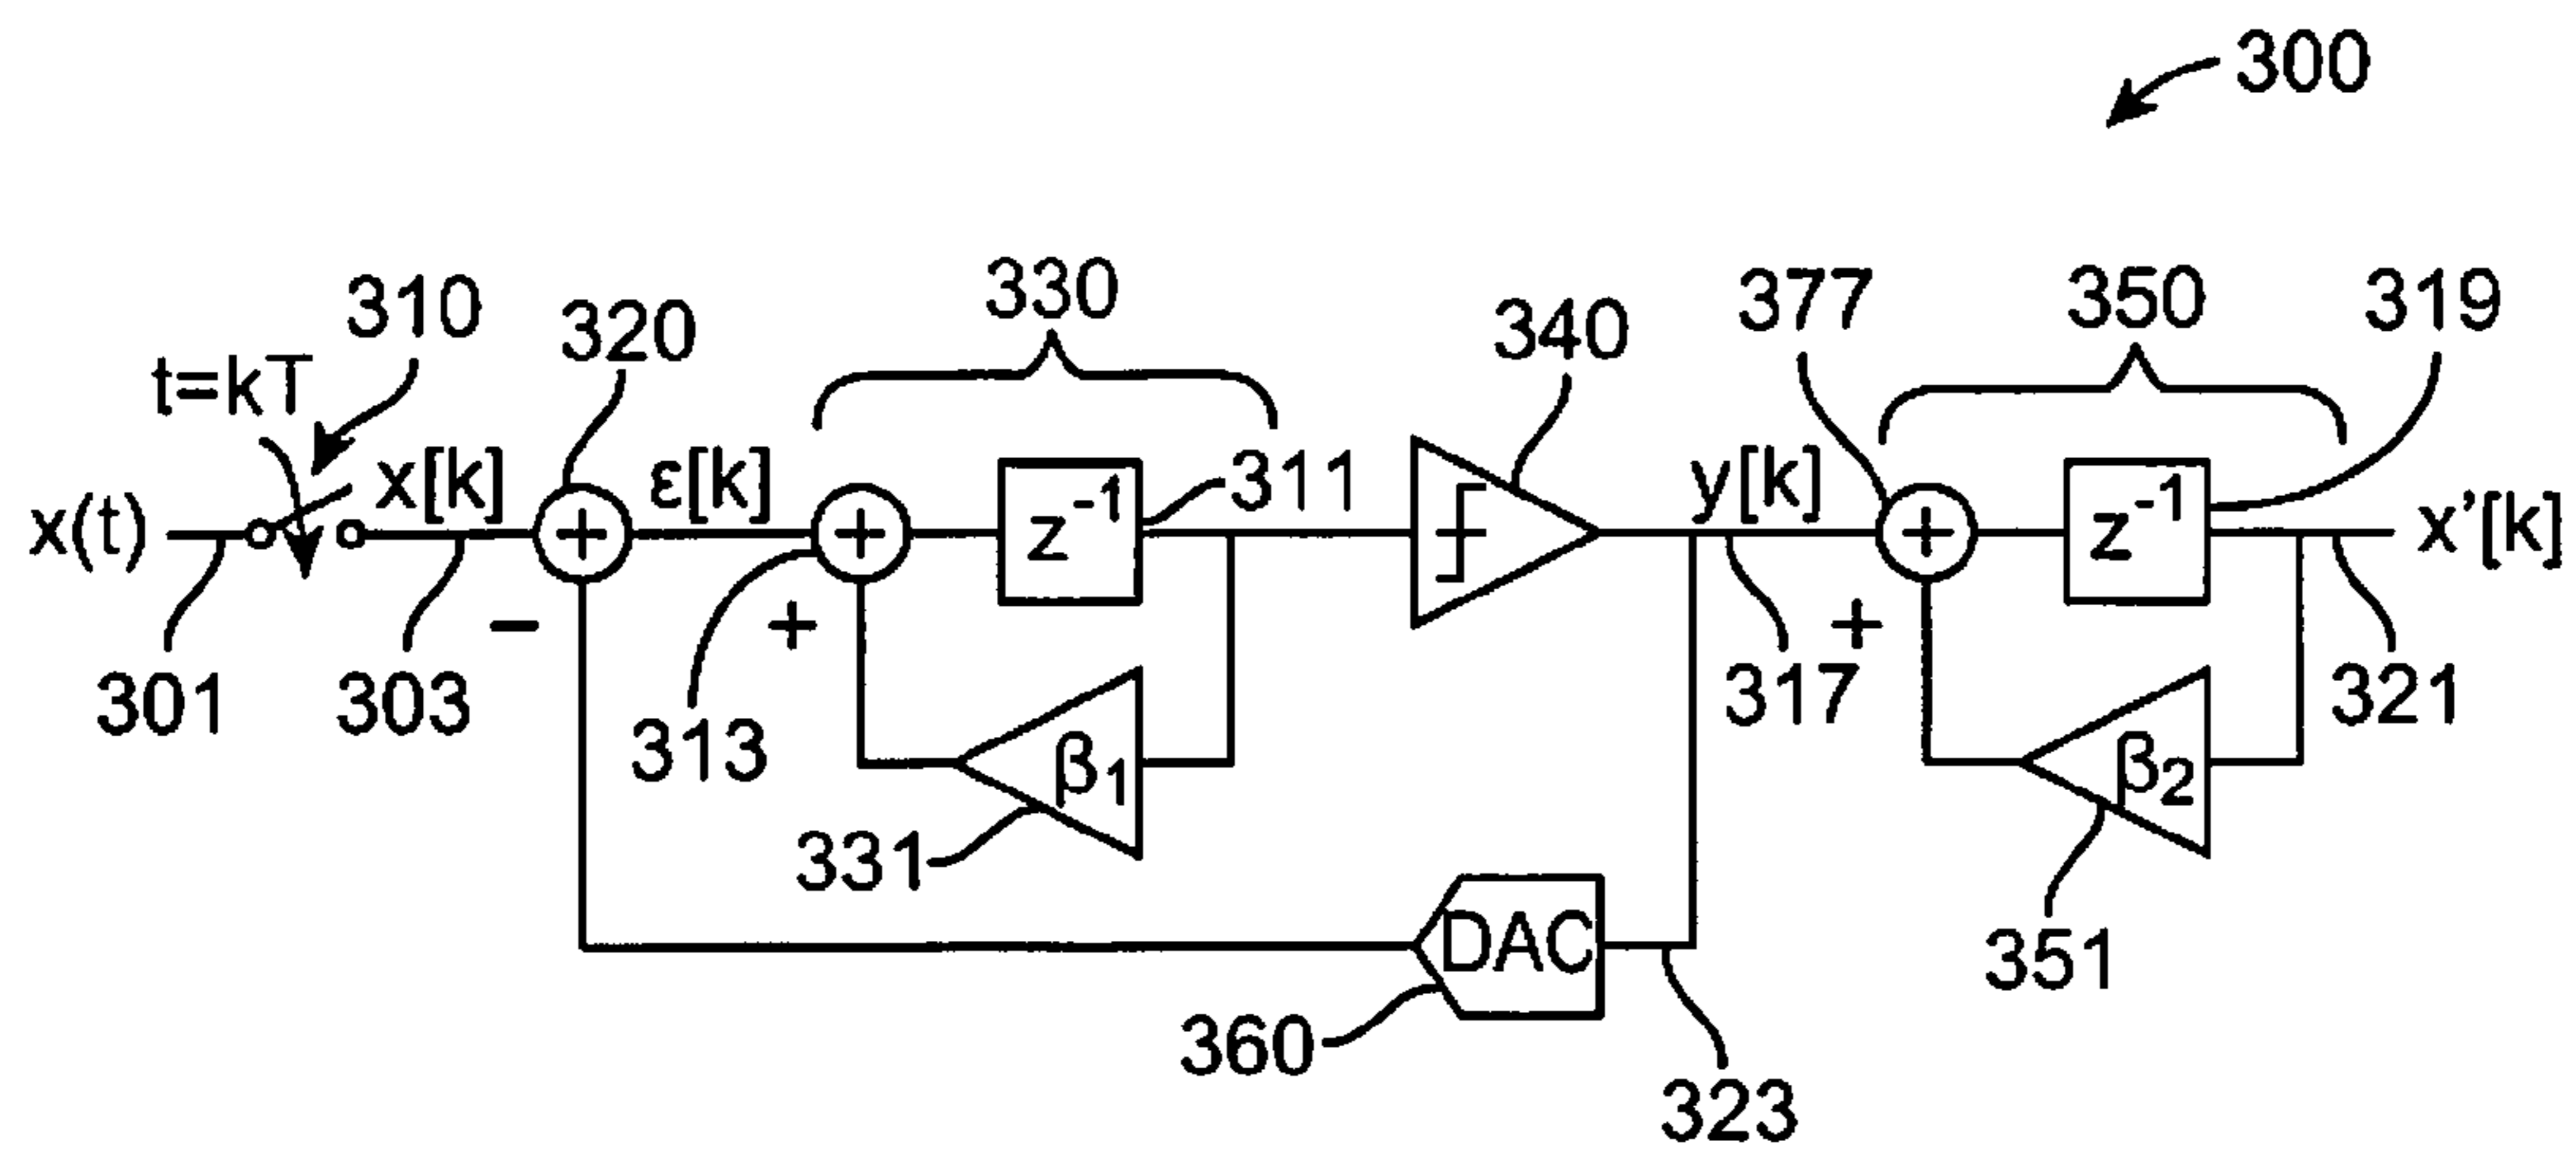 300
330
377
350
319
310
320
340
t=kT
x[k]
ε[k]
311
y[k]
x(t)
+
+
z⁻¹
+
z⁻¹
x'[k]
−
+
+
301
303
313
β₁
317
β₂
321
331
DAC
351
360
323